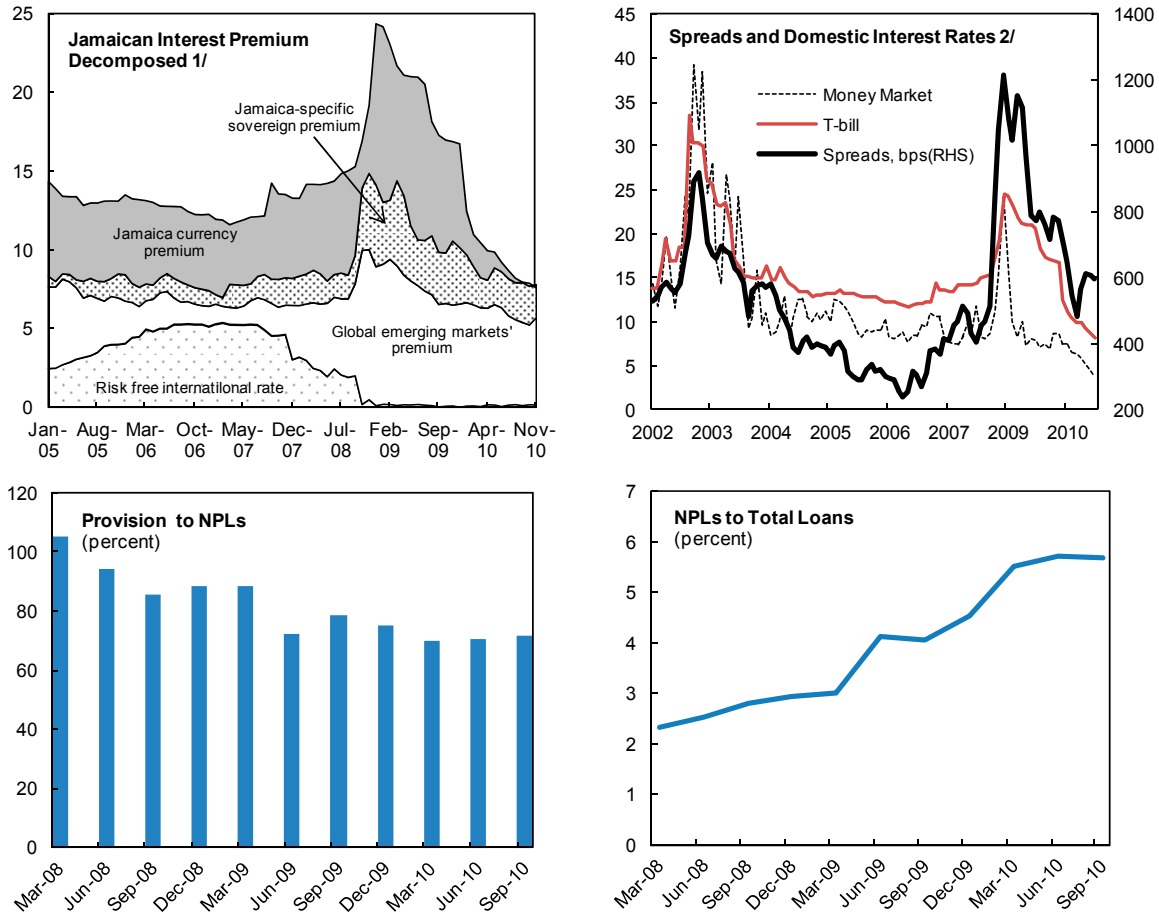 Jamaican Interest Premium
Decomposed 1/
25
20
15
10
5
0
Jamaica-specific
sovereign premium
Jamaica currency
premium
Global emerging markets'
premium
Risk free internatilonal rate
Jan-05 Aug-05 Mar-06 Oct-06 May-07 Dec-07 Jul-08 Feb-09 Sep-09 Apr-10 Nov-10
Spreads and Domestic Interest Rates 2/
45
40
35
30
25
20
15
10
5
0
1400
1200
1000
800
600
400
200
Money Market
T-bill
Spreads, bps(RHS)
2002 2003 2004 2005 2006 2007 2009 2010
Provision to NPLs
(percent)
120
100
80
60
40
20
0
Mar-08 Jun-08 Sep-08 Dec-08 Mar-09 Jun-09 Sep-09 Dec-09 Mar-10 Jun-10 Sep-10
NPLs to Total Loans
(percent)
7
6
5
4
3
2
1
0
Mar-08 Jun-08 Sep-08 Dec-08 Mar-09 Jun-09 Sep-09 Dec-09 Mar-10 Jun-10 Sep-10